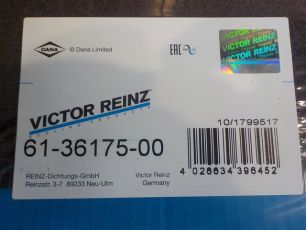 DANA
© Dana Limited
EAC
VICTOR REINZ
VICTOR REINZ
VICTOR REINZ
VICTOR REINZ®
61-36175-00
10/1799517
REINZ-Dichtungs-GmbH
Reinzstr. 3-7 89233 Neu-Ulm
Victor Reinz
Germany
4 026634 396452